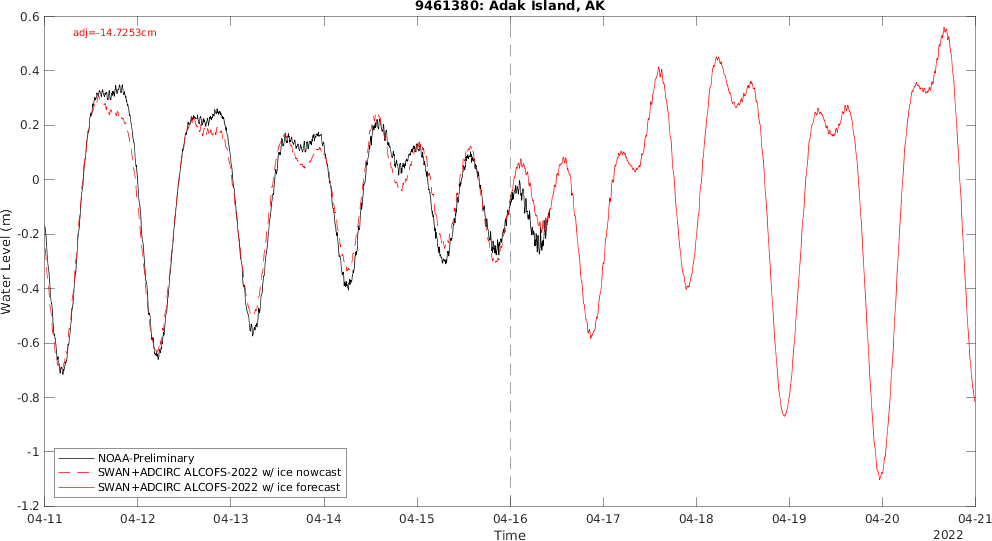 9461380: Adak Island, AK
adj=-14.7253cm
0.6
0.4
0.2
0
-0.2
-0.4
-0.6
-0.8
-1
-1.2
Water Level (m)
NOAA-Preliminary
SWAN+ADCIRC ALCOFS-2022 w/ ice nowcast
SWAN+ADCIRC ALCOFS-2022 w/ ice forecast
04-11 04-12 04-13 04-14 04-15 04-16 04-17 04-18 04-19 04-20 04-21
Time
2022